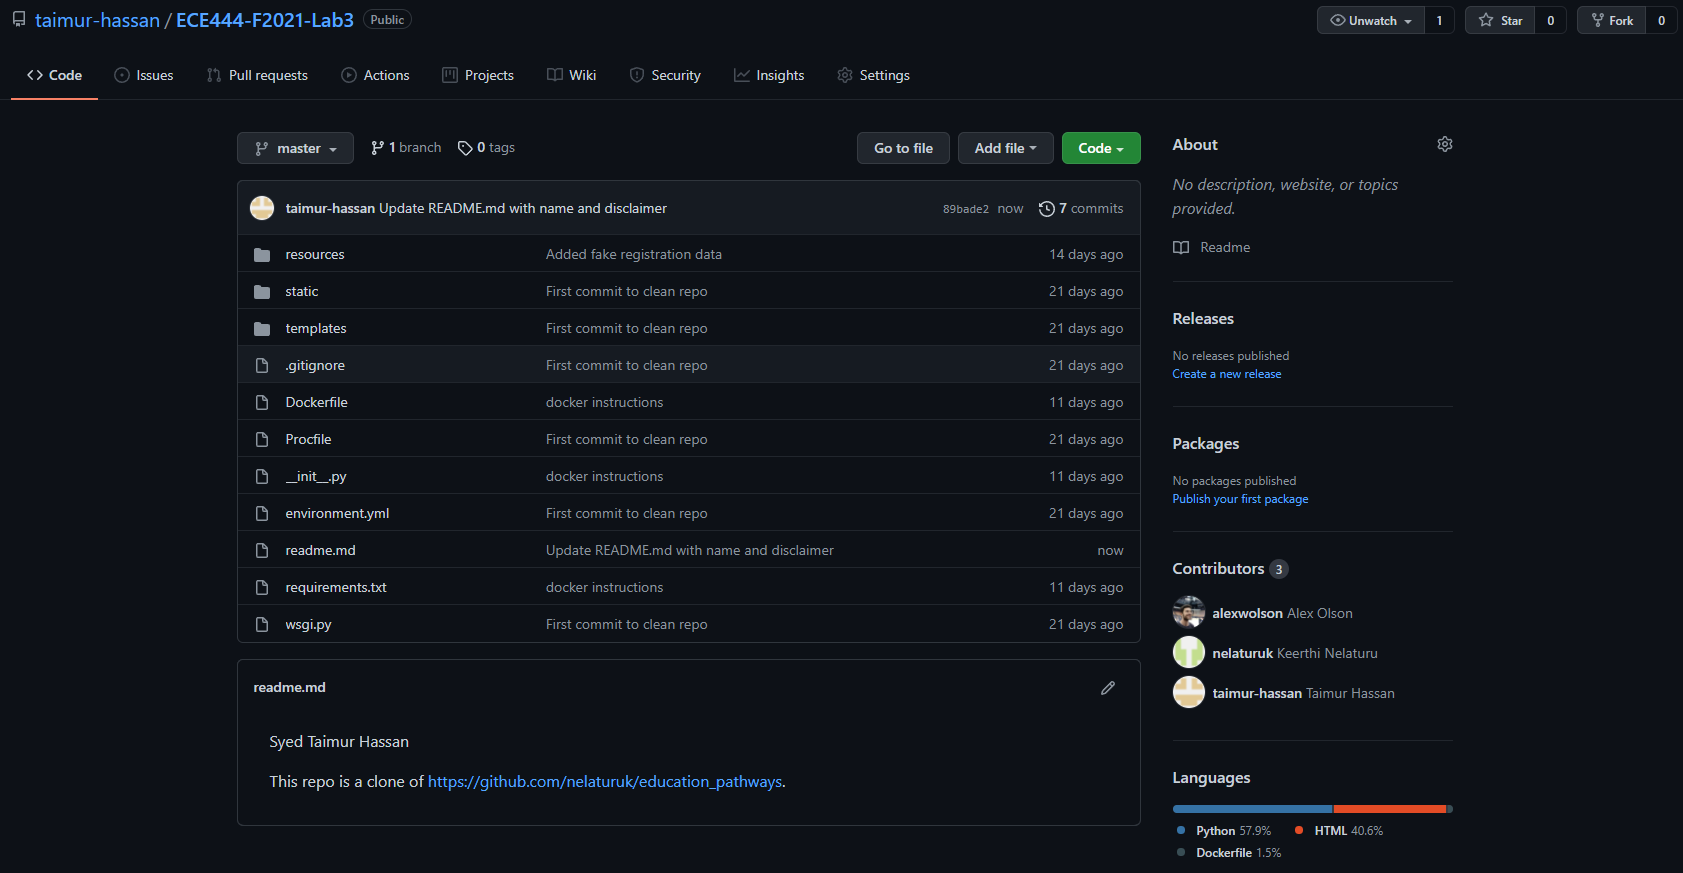 taimur-hassan / ECE444-F2021-Lab3 Public
Unwatch 1 Star 0 Fork 0
Code Issues Pull requests Actions Projects Wiki Security Insights Settings
master 1 branch 0 tags Go to file Add file Code
taimur-hassan Update README.md with name and disclaimer 89bade2 now 7 commits
resources Added fake registration data 14 days ago
static First commit to clean repo 21 days ago
templates First commit to clean repo 21 days ago
.gitignore First commit to clean repo 21 days ago
Dockerfile docker instructions 11 days ago
Procfile First commit to clean repo 21 days ago
__init__.py docker instructions 11 days ago
environment.yml First commit to clean repo 21 days ago
readme.md Update README.md with name and disclaimer now
requirements.txt docker instructions 11 days ago
wsgi.py First commit to clean repo 21 days ago
readme.md
Syed Taimur Hassan
This repo is a clone of https://github.com/nelaturuk/education_pathways.
About
No description, website, or topics
provided.
Readme
Releases
No releases published
Create a new release
Packages
No packages published
Publish your first package
Contributors 3
alexwolson Alex Olson
nelaturuk Keerthi Nelaturu
taimur-hassan Taimur Hassan
Languages
Python 57.9% HTML 40.6%
Dockerfile 1.5%